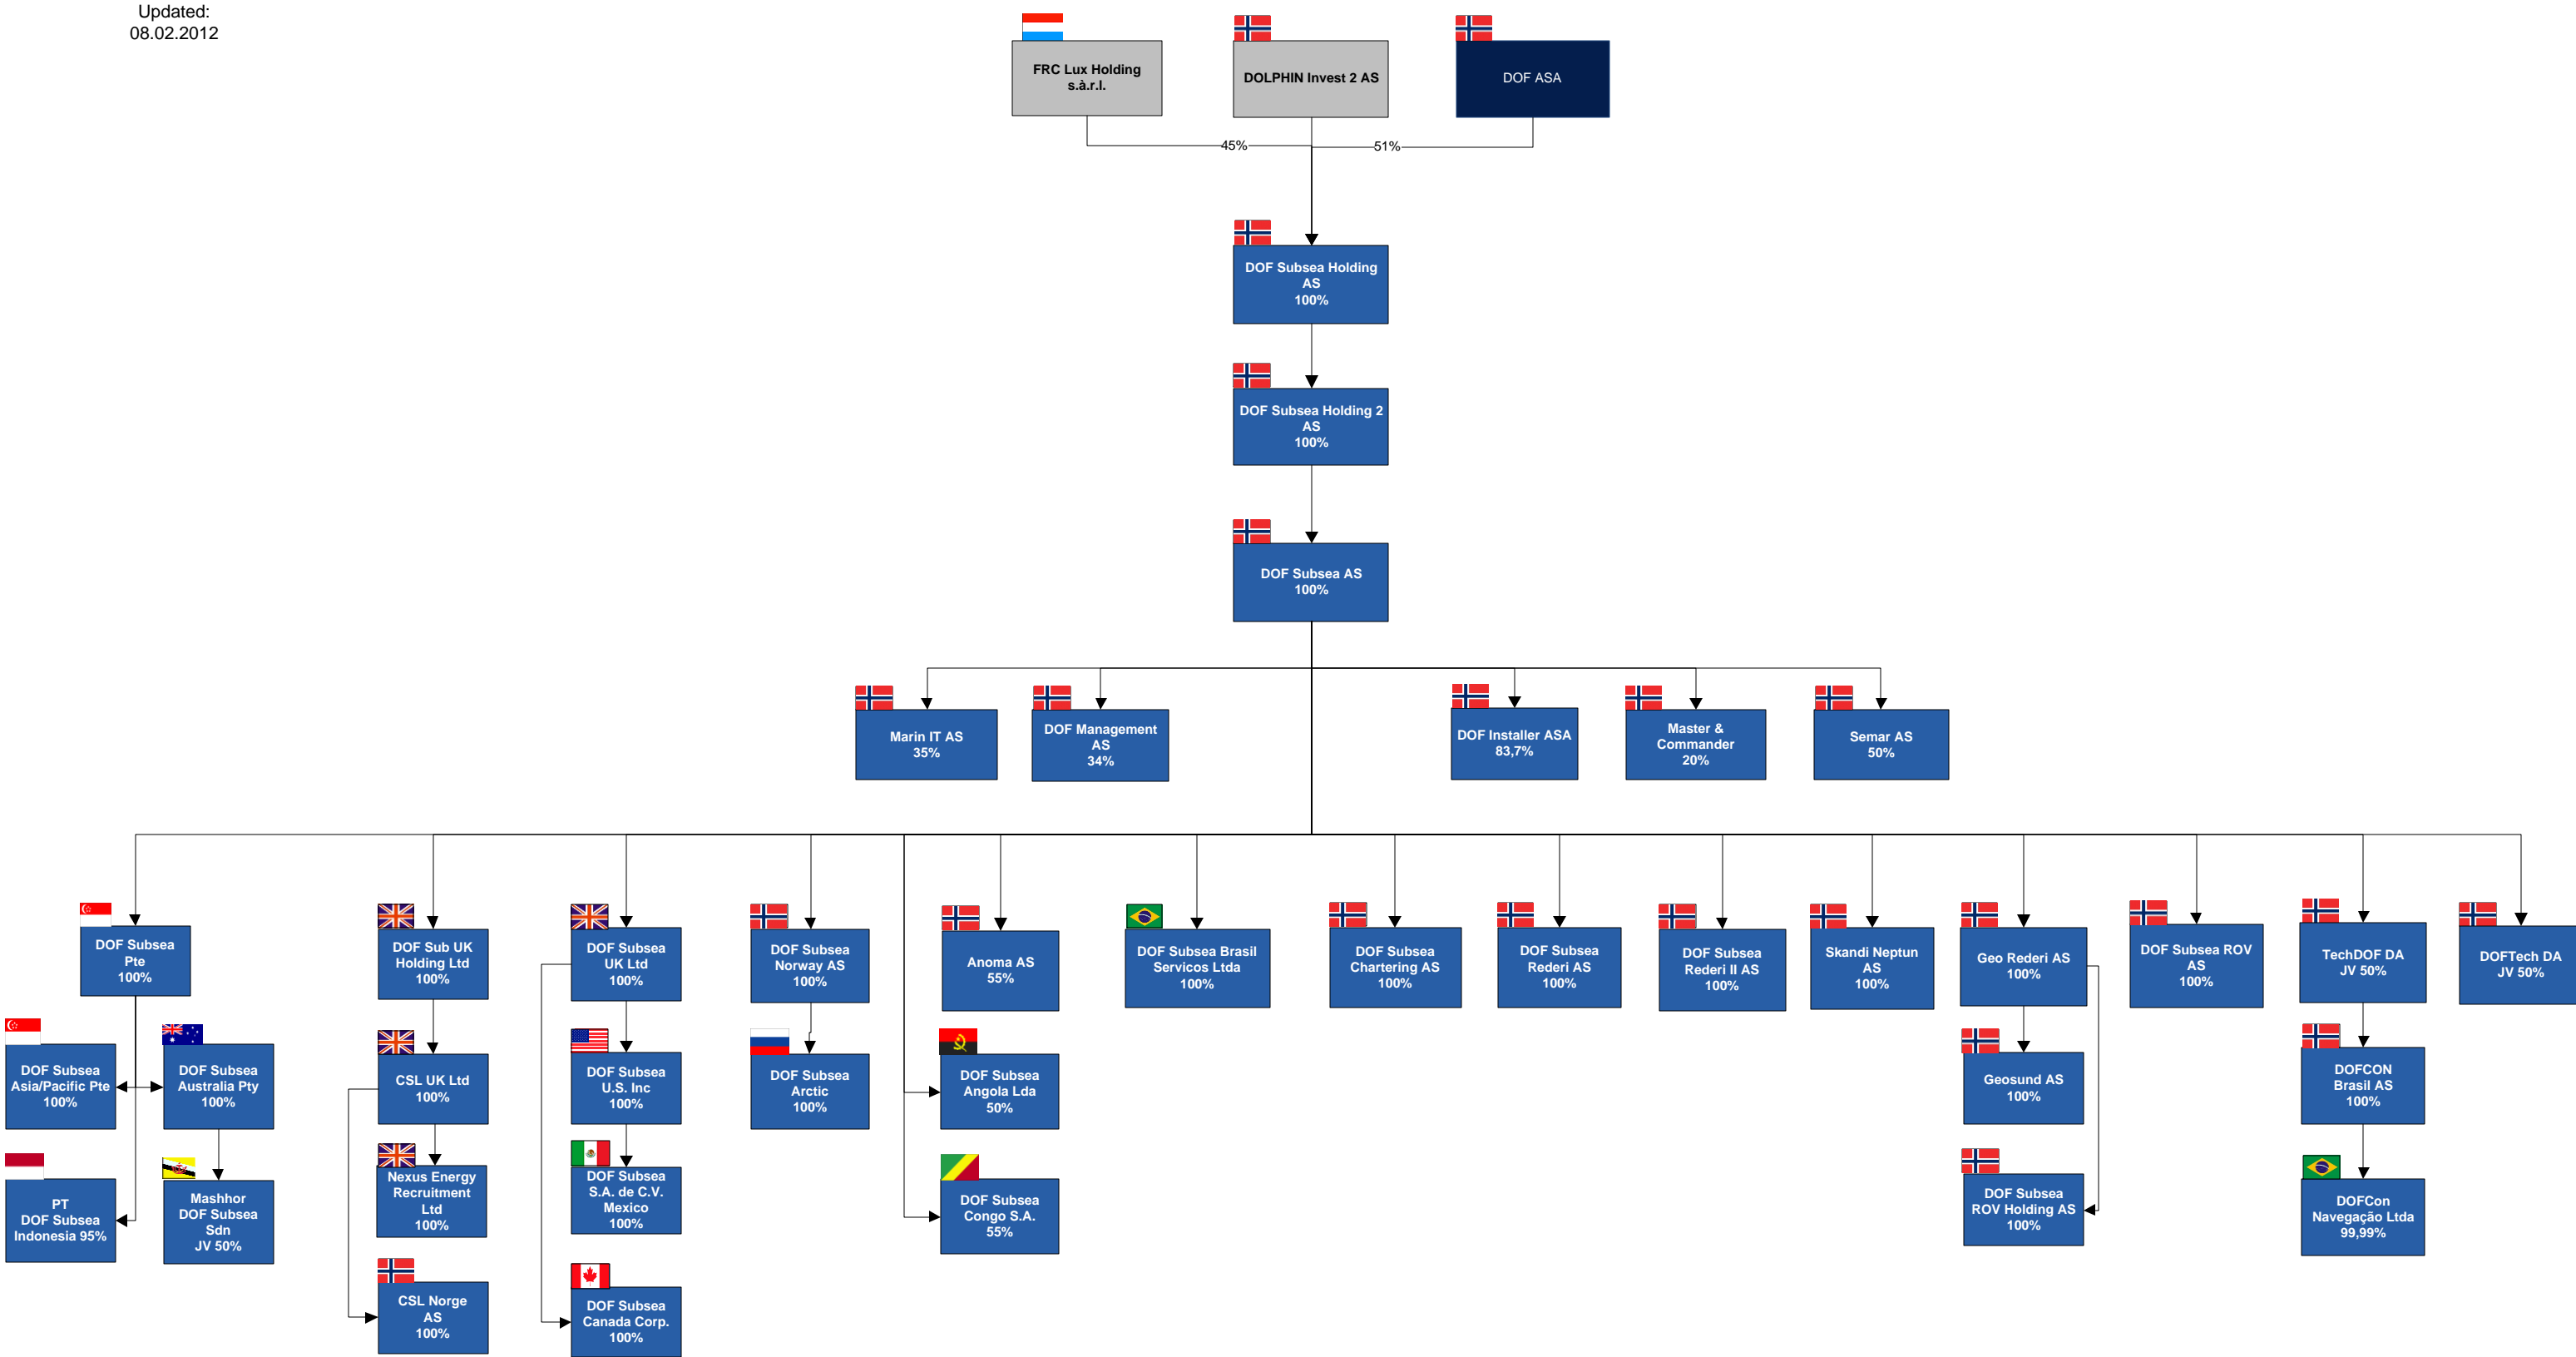 Updated:
08.02.2012
FRC Lux Holding
s.à.r.l.
DOLPHIN Invest 2 AS
DOF ASA
45%
51%
DOF Subsea Holding
AS
100%
DOF Subsea Holding 2
AS
100%
DOF Subsea AS
100%
Marin IT AS
35%
DOF Management
AS
34%
DOF Installer ASA
83,7%
Master &
Commander
20%
Semar AS
50%
DOF Subsea
Pte
100%
DOF Sub UK
Holding Ltd
100%
DOF Subsea
UK Ltd
100%
DOF Subsea
Norway AS
100%
Anoma AS
55%
DOF Subsea Brasil
Servicos Ltda
100%
DOF Subsea
Chartering AS
100%
DOF Subsea
Rederi AS
100%
DOF Subsea
Rederi II AS
100%
Skandi Neptun
AS
100%
Geo Rederi AS
100%
DOF Subsea ROV
AS
100%
TechDOF DA
JV 50%
DOFTech DA
JV 50%
DOF Subsea
Asia/Pacific Pte
100%
DOF Subsea
Australia Pty
100%
CSL UK Ltd
100%
DOF Subsea
U.S. Inc
100%
DOF Subsea
Arctic
100%
DOF Subsea
Angola Lda
50%
Geosund AS
100%
DOFCON
Brasil AS
100%
PT
DOF Subsea
Indonesia 95%
Mashhor
DOF Subsea
Sdn
JV 50%
Nexus Energy
Recruitment
Ltd
100%
DOF Subsea
S.A. de C.V.
Mexico
100%
DOF Subsea
Congo S.A.
55%
DOF Subsea
ROV Holding AS
100%
DOFCon
Navegação Ltda
99,99%
CSL Norge
AS
100%
DOF Subsea
Canada Corp.
100%